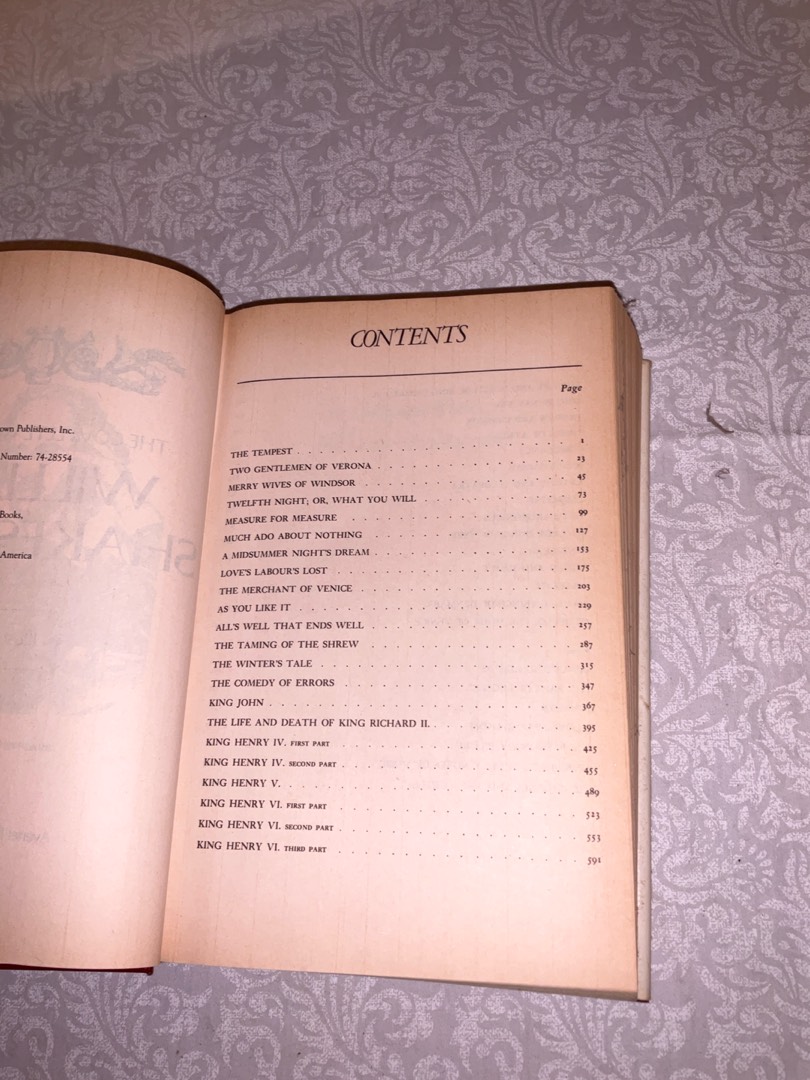 own Publishers, Inc.
Number: 74-28554
Books,
America
CONTENTS
Page
THE TEMPEST . . . . . . . . . . . . . . . . 1
TWO GENTLEMEN OF VERONA . . . . . . . . . . . . 23
MERRY WIVES OF WINDSOR . . . . . . . . . . . . 45
TWELFTH NIGHT; OR, WHAT YOU WILL . . . . . . . . . 73
MEASURE FOR MEASURE . . . . . . . . . . . . . 99
MUCH ADO ABOUT NOTHING . . . . . . . . . . . . 127
A MIDSUMMER NIGHT'S DREAM . . . . . . . . . . . 153
LOVE'S LABOUR'S LOST . . . . . . . . . . . . . 175
THE MERCHANT OF VENICE . . . . . . . . . . . . 203
AS YOU LIKE IT . . . . . . . . . . . . . . . 229
ALL'S WELL THAT ENDS WELL . . . . . . . . . . . 257
THE TAMING OF THE SHREW . . . . . . . . . . . 287
THE WINTER'S TALE . . . . . . . . . . . . . . 315
THE COMEDY OF ERRORS . . . . . . . . . . . . . 347
KING JOHN . . . . . . . . . . . . . . . . 367
THE LIFE AND DEATH OF KING RICHARD II. . . . . . . . . 395
KING HENRY IV. FIRST PART . . . . . . . . . . . . 425
KING HENRY IV. SECOND PART . . . . . . . . . . . . 455
KING HENRY V. . . . . . . . . . . . . . . . 489
KING HENRY VI. FIRST PART . . . . . . . . . . . . 523
KING HENRY VI. SECOND PART . . . . . . . . . . . . 553
KING HENRY VI. THIRD PART . . . . . . . . . . . . 591